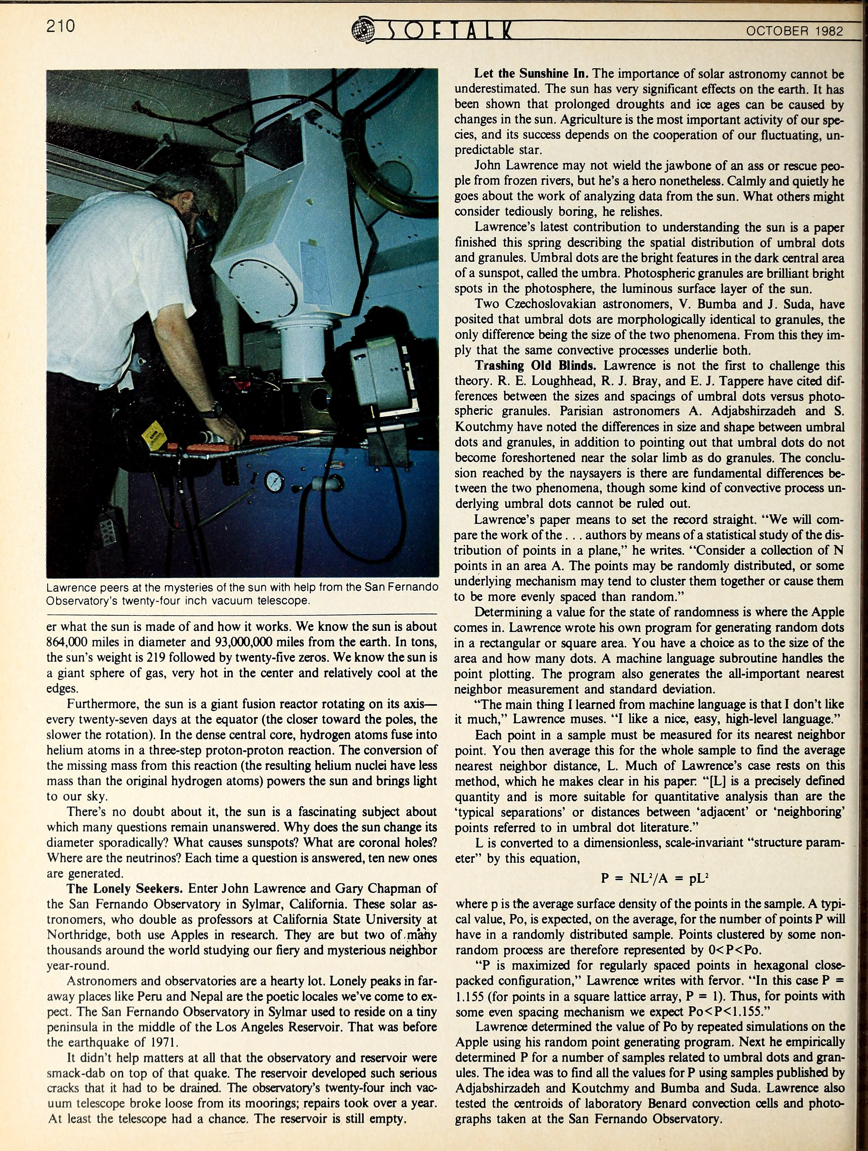 210
SOFTALK
OCTOBER 1982
Lawrence peers at the mysteries of the sun with help from the San Fernando
Observatory's twenty-four inch vacuum telescope.
er what the sun is made of and how it works. We know the sun is about
864,000 miles in diameter and 93,000,000 miles from the earth. In tons,
the sun's weight is 219 followed by twenty-five zeros. We know the sun is
a giant sphere of gas, very hot in the center and relatively cool at the
edges.
Furthermore, the sun is a giant fusion reactor rotating on its axis—
every twenty-seven days at the equator (the closer toward the poles, the
slower the rotation). In the dense central core, hydrogen atoms fuse into
helium atoms in a three-step proton-proton reaction. The conversion of
the missing mass from this reaction (the resulting helium nuclei have less
mass than the original hydrogen atoms) powers the sun and brings light
to our sky.
There's no doubt about it, the sun is a fascinating subject about
which many questions remain unanswered. Why does the sun change its
diameter sporadically? What causes sunspots? What are coronal holes?
Where are the neutrinos? Each time a question is answered, ten new ones
are generated.
The Lonely Seekers. Enter John Lawrence and Gary Chapman of
the San Fernando Observatory in Sylmar, California. These solar as-
tronomers, who double as professors at California State University at
Northridge, both use Apples in research. They are but two of many
thousands around the world studying our fiery and mysterious neighbor
year-round.
Astronomers and observatories are a hearty lot. Lonely peaks in far-
away places like Peru and Nepal are the poetic locales we've come to ex-
pect. The San Fernando Observatory in Sylmar used to reside on a tiny
peninsula in the middle of the Los Angeles Reservoir. That was before
the earthquake of 1971.
It didn't help matters at all that the observatory and reservoir were
smack-dab on top of that quake. The reservoir developed such serious
cracks that it had to be drained. The observatory's twenty-four inch vac-
uum telescope broke loose from its moorings; repairs took over a year.
At least the telescope had a chance. The reservoir is still empty.
Let the Sunshine In. The importance of solar astronomy cannot be
underestimated. The sun has very significant effects on the earth. It has
been shown that prolonged droughts and ice ages can be caused by
changes in the sun. Agriculture is the most important activity of our spe-
cies, and its success depends on the cooperation of our fluctuating, un-
predictable star.
John Lawrence may not wield the jawbone of an ass or rescue peo-
ple from frozen rivers, but he's a hero nonetheless. Calmly and quietly he
goes about the work of analyzing data from the sun. What others might
consider tediously boring, he relishes.
Lawrence's latest contribution to understanding the sun is a paper
finished this spring describing the spatial distribution of umbral dots
and granules. Umbral dots are the bright features in the dark central area
of a sunspot, called the umbra. Photospheric granules are brilliant bright
spots in the photosphere, the luminous surface layer of the sun.
Two Czechoslovakian astronomers, V. Bumba and J. Suda, have
posited that umbral dots are morphologically identical to granules, the
only difference being the size of the two phenomena. From this they im-
ply that the same convective processes underlie both.
Trashing Old Blinds. Lawrence is not the first to challenge this
theory. R. E. Loughhead, R. J. Bray, and E. J. Tappere have cited dif-
ferences between the sizes and spacings of umbral dots versus photo-
spheric granules. Parisian astronomers A. Adjabshirzadeh and S.
Koutchmy have noted the differences in size and shape between umbral
dots and granules, in addition to pointing out that umbral dots do not
become foreshortened near the solar limb as do granules. The conclu-
sion reached by the naysayers is there are fundamental differences be-
tween the two phenomena, though some kind of convective process un-
derlying umbral dots cannot be ruled out.
Lawrence's paper means to set the record straight. "We will com-
pare the work of the . . . authors by means of a statistical study of the dis-
tribution of points in a plane," he writes. "Consider a collection of N
points in an area A. The points may be randomly distributed, or some
underlying mechanism may tend to cluster them together or cause them
to be more evenly spaced than random."
Determining a value for the state of randomness is where the Apple
comes in. Lawrence wrote his own program for generating random dots
in a rectangular or square area. You have a choice as to the size of the
area and how many dots. A machine language subroutine handles the
point plotting. The program also generates the all-important nearest
neighbor measurement and standard deviation.
"The main thing I learned from machine language is that I don't like
it much," Lawrence muses. "I like a nice, easy, high-level language."
Each point in a sample must be measured for its nearest neighbor
point. You then average this for the whole sample to find the average
nearest neighbor distance, L. Much of Lawrence's case rests on this
method, which he makes clear in his paper: "[L] is a precisely defined
quantity and is more suitable for quantitative analysis than are the
'typical separations' or distances between 'adjacent' or 'neighboring'
points referred to in umbral dot literature."
L is converted to a dimensionless, scale-invariant "structure param-
eter" by this equation,
P = NL²/A = pL²
where p is the average surface density of the points in the sample. A typi-
cal value, Po, is expected, on the average, for the number of points P will
have in a randomly distributed sample. Points clustered by some non-
random process are therefore represented by 0<P<Po.
"P is maximized for regularly spaced points in hexagonal close-
packed configuration," Lawrence writes with fervor. "In this case P =
1.155 (for points in a square lattice array, P = 1). Thus, for points with
some even spacing mechanism we expect Po<P<1.155."
Lawrence determined the value of Po by repeated simulations on the
Apple using his random point generating program. Next he empirically
determined P for a number of samples related to umbral dots and gran-
ules. The idea was to find all the values for P using samples published by
Adjabshirzadeh and Koutchmy and Bumba and Suda. Lawrence also
tested the centroids of laboratory Benard convection cells and photo-
graphs taken at the San Fernando Observatory.